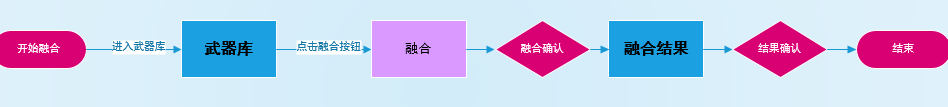 开始融合
进入武器库
武器库
点击融合按钮
融合
融合确认
融合结果
结果确认
结束